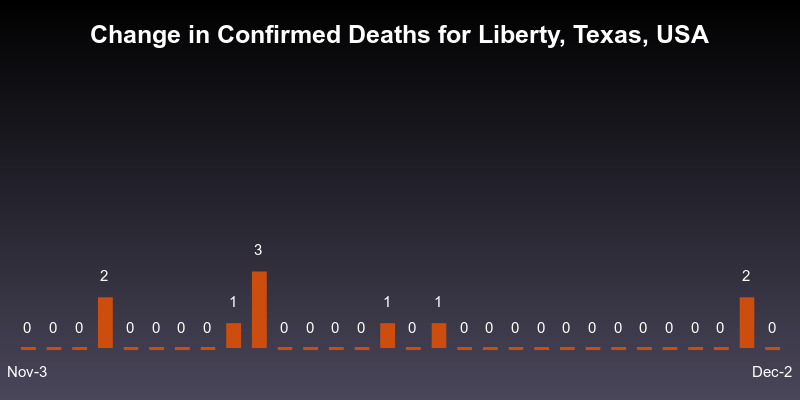 Change in Confirmed Deaths for Liberty, Texas, USA
3
2 2
1 1 1
0 0 0 0 0 0 0 0 0 0 0 0 0 0 0 0 0 0 0 0 0 0 0 0
Nov-3 Dec-2